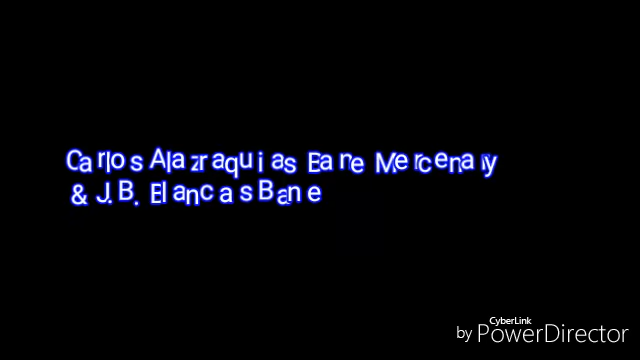 Carlos Alazraqui as Bane Mercenary
& J.B. Blanc as Bane
CyberLink
by PowerDirector